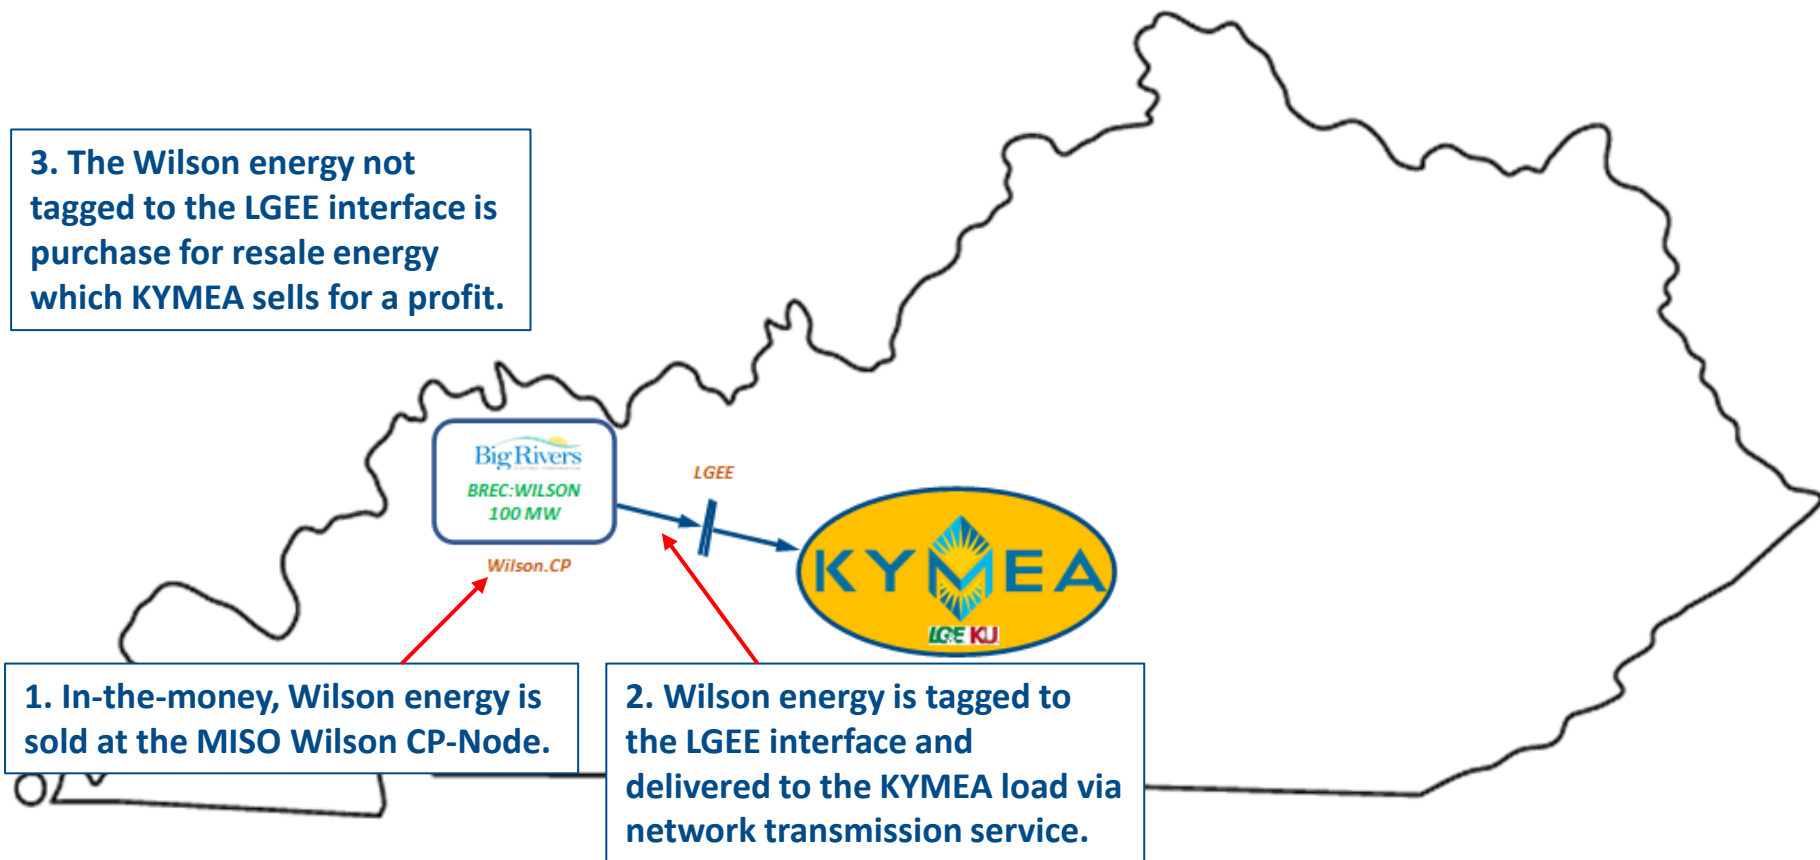 3. The Wilson energy not
tagged to the LGEE interface is
purchase for resale energy
which KYMEA sells for a profit.
Big Rivers
BREC:WILSON
100 MW
Wilson.CP
LGEE
KYMEA
LG&E KU
1. In-the-money, Wilson energy is
sold at the MISO Wilson CP-Node.
2. Wilson energy is tagged to
the LGEE interface and
delivered to the KYMEA load via
network transmission service.